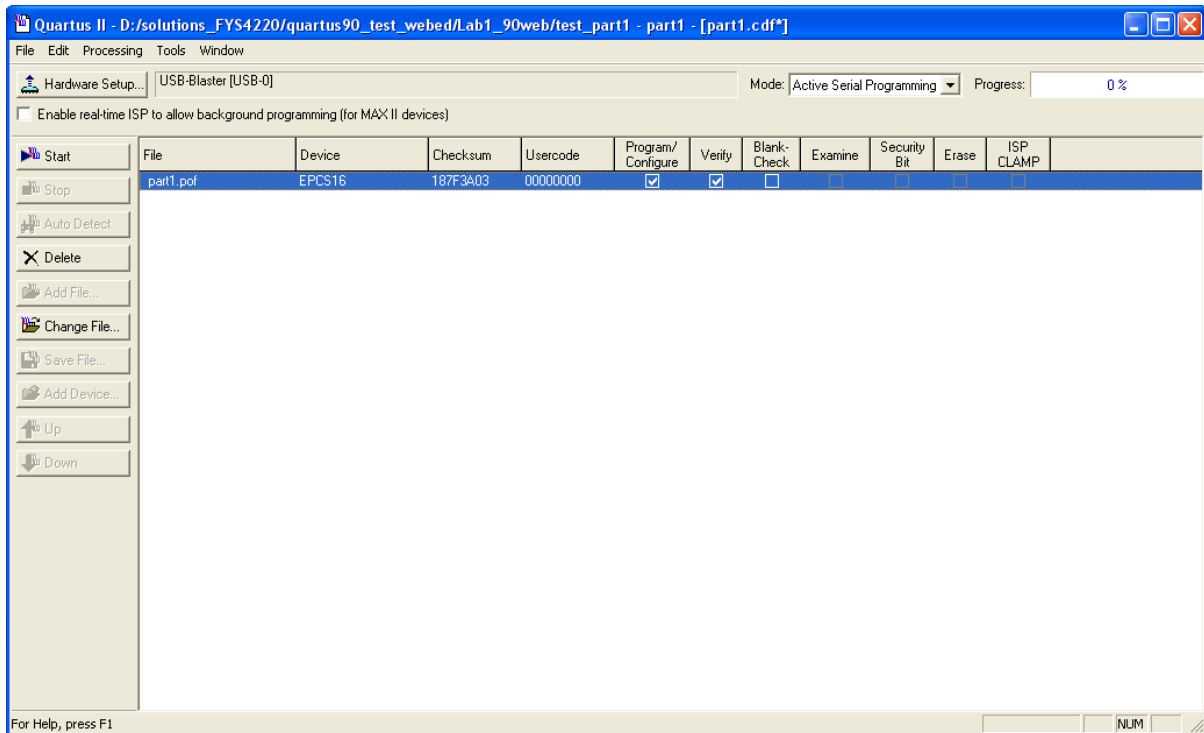 Quartus II - D:/solutions_FYS4220/quartus90_test_webed/Lab1_90web/test_part1 - part1 - [part1.cdf*]
File Edit Processing Tools Window
Hardware Setup... USB-Blaster [USB-0] Mode: Active Serial Programming Progress: 0 %
Enable real-time ISP to allow background programming (for MAX II devices)
Start
Stop
Auto Detect
Delete
Add File...
Change File...
Save File...
Add Device...
Up
Down
File Device Checksum Usercode Program/ Configure Verify Blank- Check Examine Security Bit Erase ISP CLAMP
part1.pof EPCS16 187F3A03 00000000
For Help, press F1 NUM